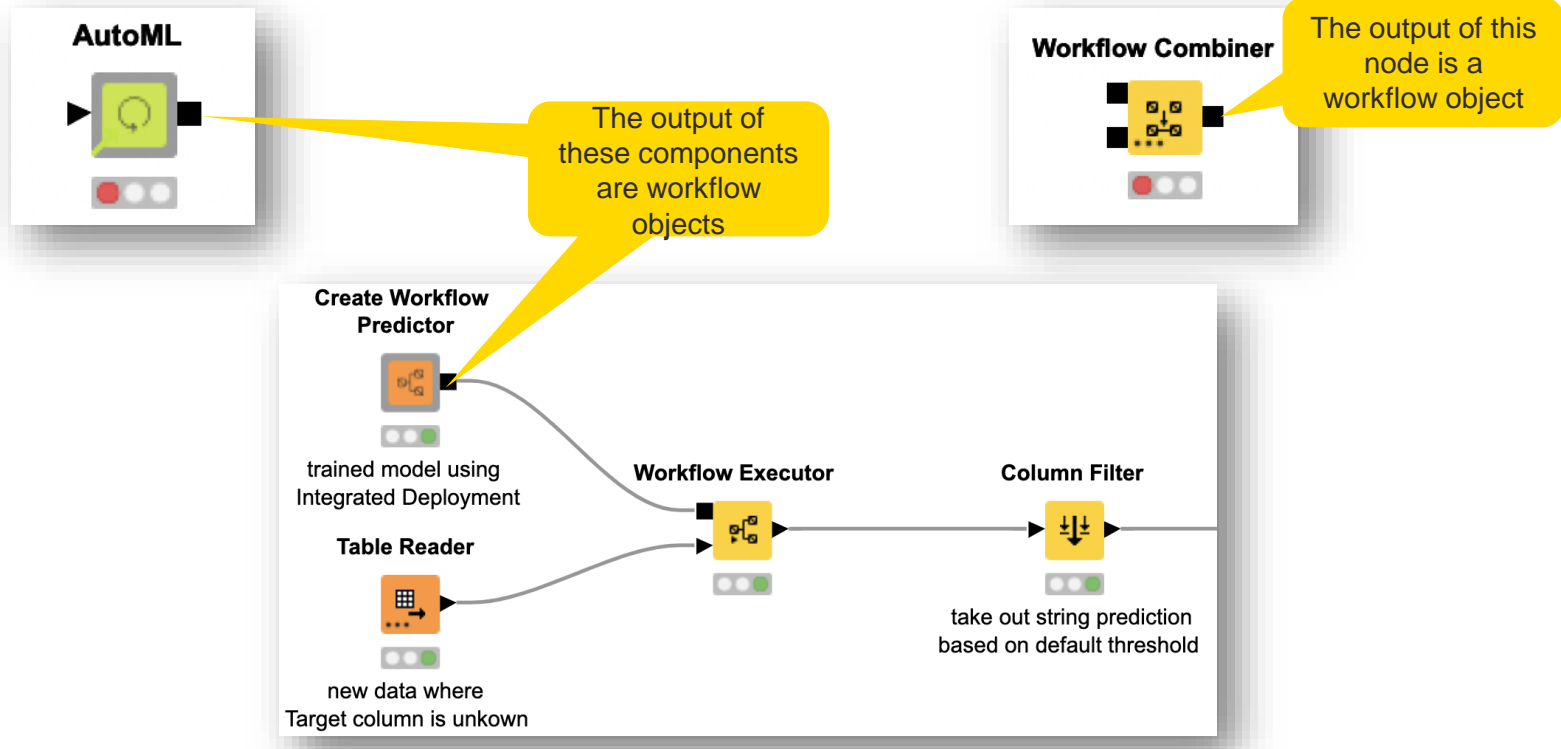 AutoML
Workflow Combiner
The output of this
node is a
workflow object
The output of
these components
are workflow
objects
Create Workflow
Predictor
trained model using
Integrated Deployment
Workflow Executor
Column Filter
Table Reader
take out string prediction
based on default threshold
new data where
Target column is unkown